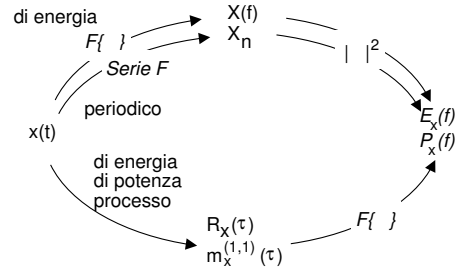 di energia
X(f)
F{ }
X_n
| |²
Serie F
periodico
E_x(f)
x(t)
P_x(f)
di energia
di potenza
processo
R_x(τ)
F{ }
m_x^(1,1)(τ)